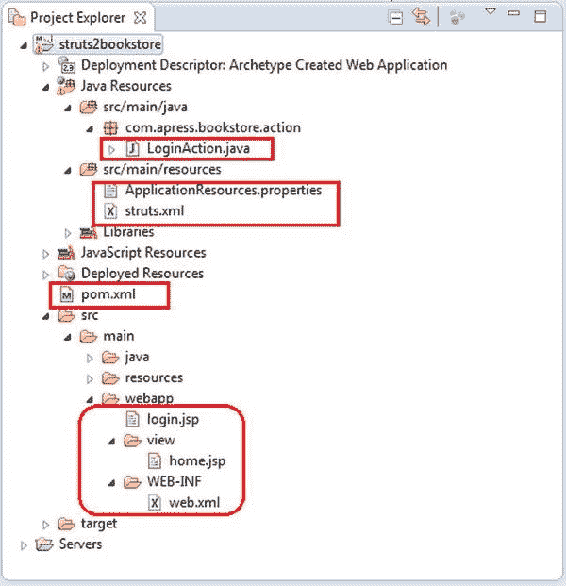 Project Explorer
struts2bookstore
Deployment Descriptor: Archetype Created Web Application
Java Resources
src/main/java
com.apress.bookstore.action
LoginAction.java
src/main/resources
ApplicationResources.properties
struts.xml
Libraries
JavaScript Resources
Deployed Resources
pom.xml
src
main
java
resources
webapp
login.jsp
view
home.jsp
WEB-INF
web.xml
target
Servers